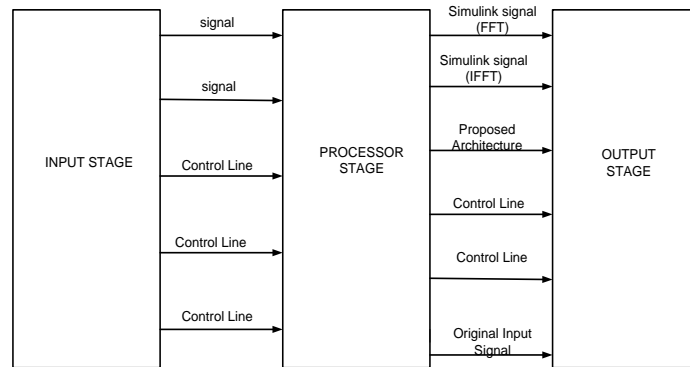 signal
signal
INPUT STAGE
Control Line
Control Line
Control Line
PROCESSOR
STAGE
Simulink signal
(FFT)
Simulink signal
(IFFT)
Proposed
Architecture
Control Line
Control Line
Original Input
Signal
OUTPUT
STAGE